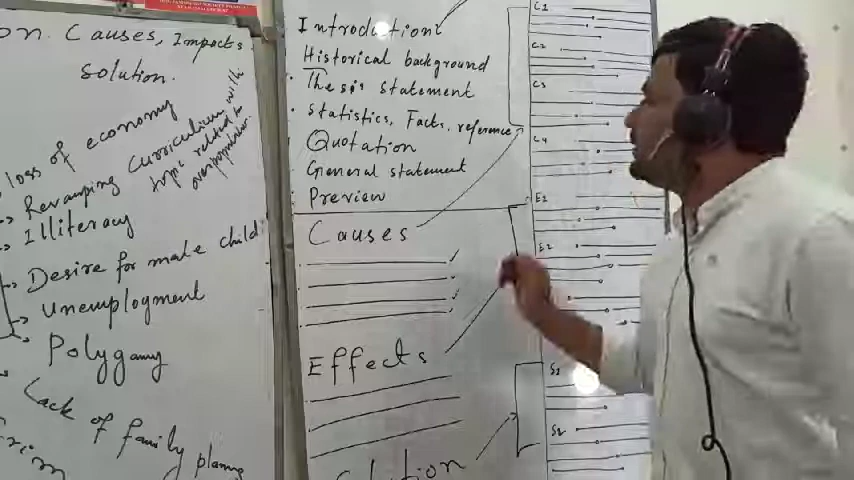 on. Causes, Impacts
solution.
loss of economy
Revamping curriculum with
topic related to
overpopulation.
Illiteracy
Desire for male child
Unemployment
Polygamy
Lack of family planing
Introduction
Historical background
Thesis statement
Statistics, Facts, reference
Quotation
General statement
Preview
Causes
Effects
Solution
C1
C2
C3
C4
E1
E2
S1
S2